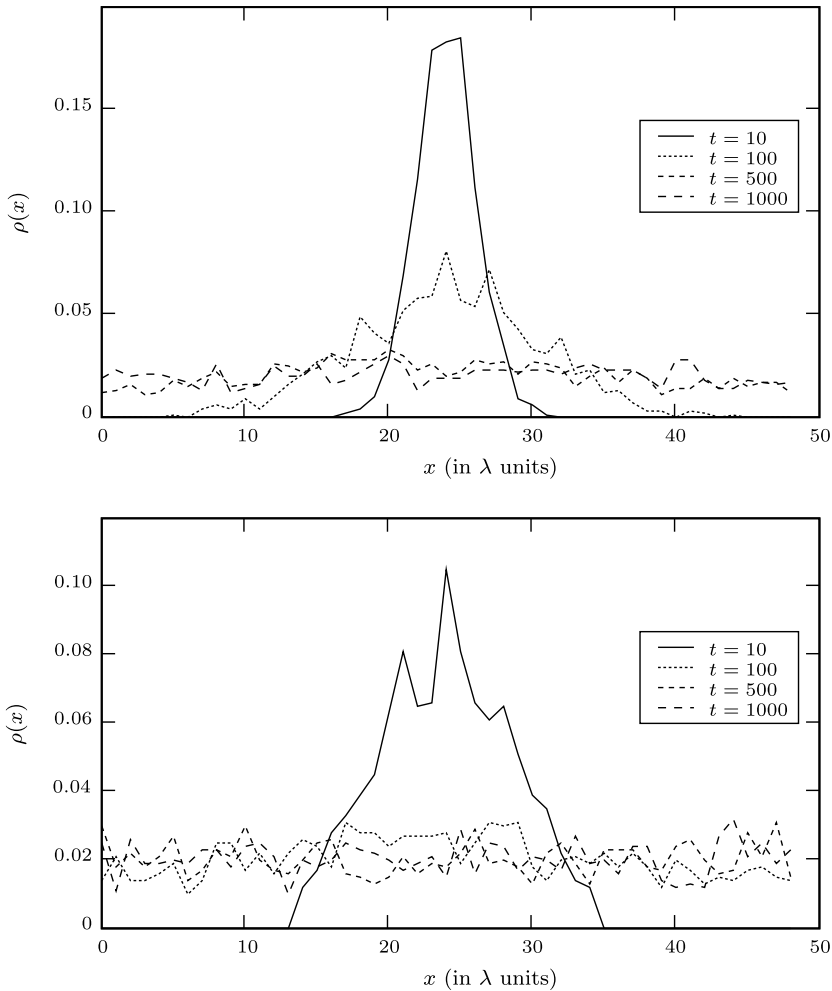 0.15
0.10
0.05
0
ρ(x)
t = 10
t = 100
t = 500
t = 1000
0 10 20 30 40 50
x (in λ units)
0.10
0.08
0.06
0.04
0.02
0
ρ(x)
t = 10
t = 100
t = 500
t = 1000
0 10 20 30 40 50
x (in λ units)